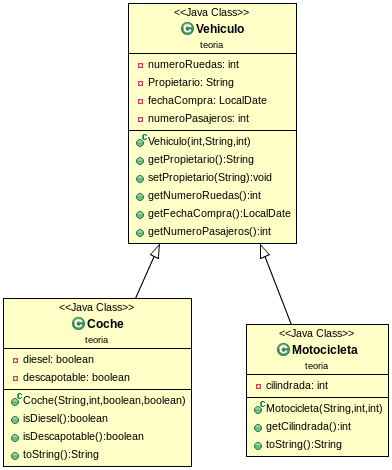 <<Java Class>>
Vehiculo
teoria
numeroRuedas: int
Propietario: String
fechaCompra: LocalDate
numeroPasajeros: int
Vehiculo(int,String,int)
getPropietario():String
setPropietario(String):void
getNumeroRuedas():int
getFechaCompra():LocalDate
getNumeroPasajeros():int
<<Java Class>>
Coche
teoria
diesel: boolean
descapotable: boolean
Coche(String,int,boolean,boolean)
isDiesel():boolean
isDescapotable():boolean
toString():String
<<Java Class>>
Motocicleta
teoria
cilindrada: int
Motocicleta(String,int,int)
getCilindrada():int
toString():String